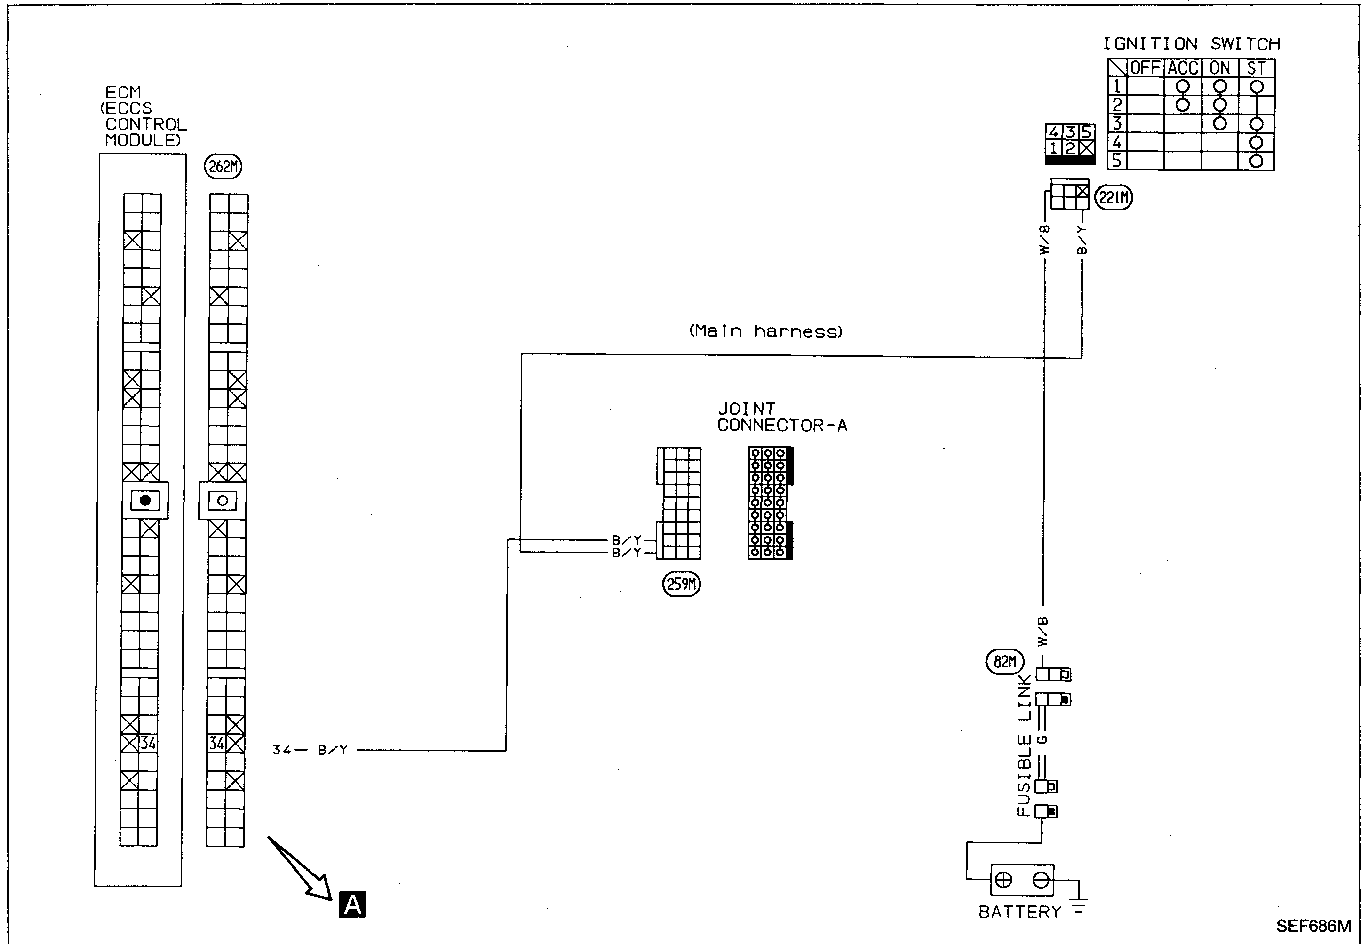 IGNITION SWITCH
OFF ACC ON ST
1
2
3
4
5
4 3 5
1 2
221M
W/B
B/Y
ECM
(ECCS
CONTROL
MODULE)
262M
(Main harness)
JOINT
CONNECTOR-A
B/Y
B/Y
259M
W/B
82M
FUSIBLE LINK
G
34
34
34 B/Y
A
BATTERY
SEF686M